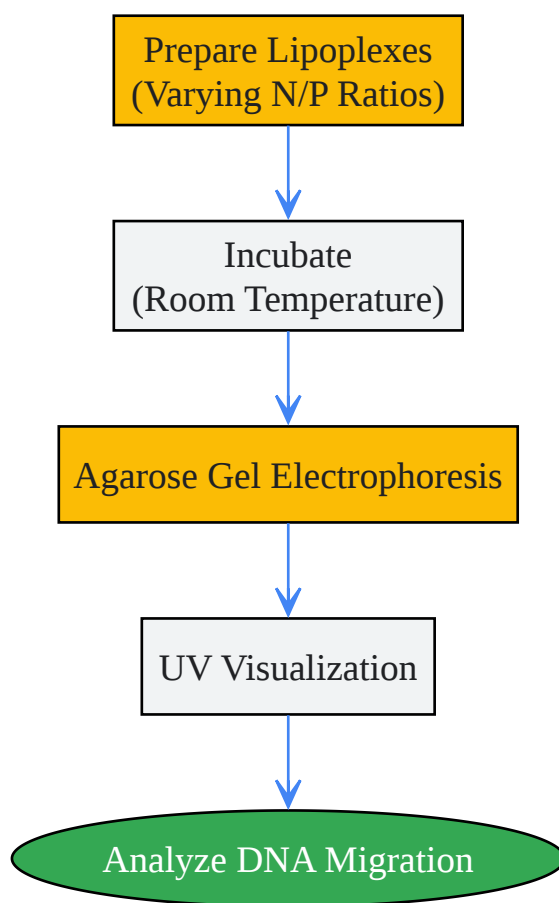 Prepare Lipoplexes
(Varying N/P Ratios)
Incubate
(Room Temperature)
Agarose Gel Electrophoresis
UV Visualization
Analyze DNA Migration